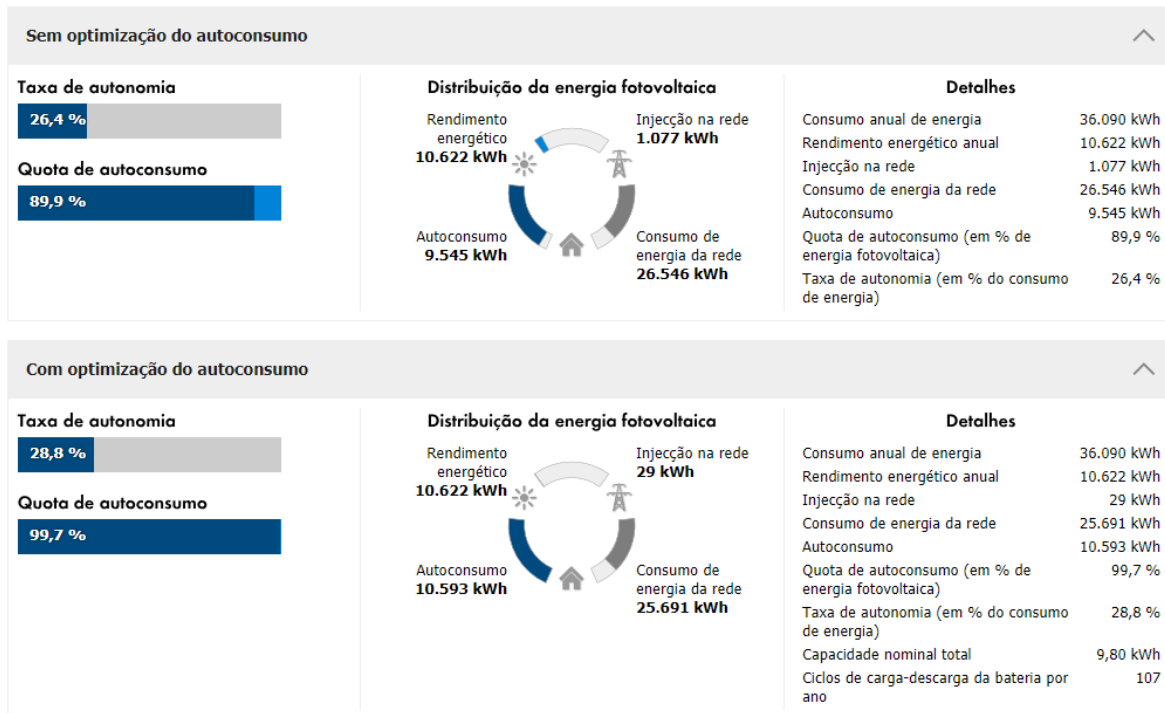 Sem optimização do autoconsumo
Taxa de autonomia
26,4 %
Quota de autoconsumo
89,9 %
Distribuição da energia fotovoltaica
Rendimento
energético
10.622 kWh
Injecção na rede
1.077 kWh
Autoconsumo
9.545 kWh
Consumo de
energia da rede
26.546 kWh
Detalhes
Consumo anual de energia 36.090 kWh
Rendimento energético anual 10.622 kWh
Injecção na rede 1.077 kWh
Consumo de energia da rede 26.546 kWh
Autoconsumo 9.545 kWh
Quota de autoconsumo (em % de 89,9 %
energia fotovoltaica)
Taxa de autonomia (em % do consumo 26,4 %
de energia)
Com optimização do autoconsumo
Taxa de autonomia
28,8 %
Quota de autoconsumo
99,7 %
Distribuição da energia fotovoltaica
Rendimento
energético
10.622 kWh
Injecção na rede
29 kWh
Autoconsumo
10.593 kWh
Consumo de
energia da rede
25.691 kWh
Detalhes
Consumo anual de energia 36.090 kWh
Rendimento energético anual 10.622 kWh
Injecção na rede 29 kWh
Consumo de energia da rede 25.691 kWh
Autoconsumo 10.593 kWh
Quota de autoconsumo (em % de 99,7 %
energia fotovoltaica)
Taxa de autonomia (em % do consumo 28,8 %
de energia)
Capacidade nominal total 9,80 kWh
Ciclos de carga-descarga da bateria por 107
ano